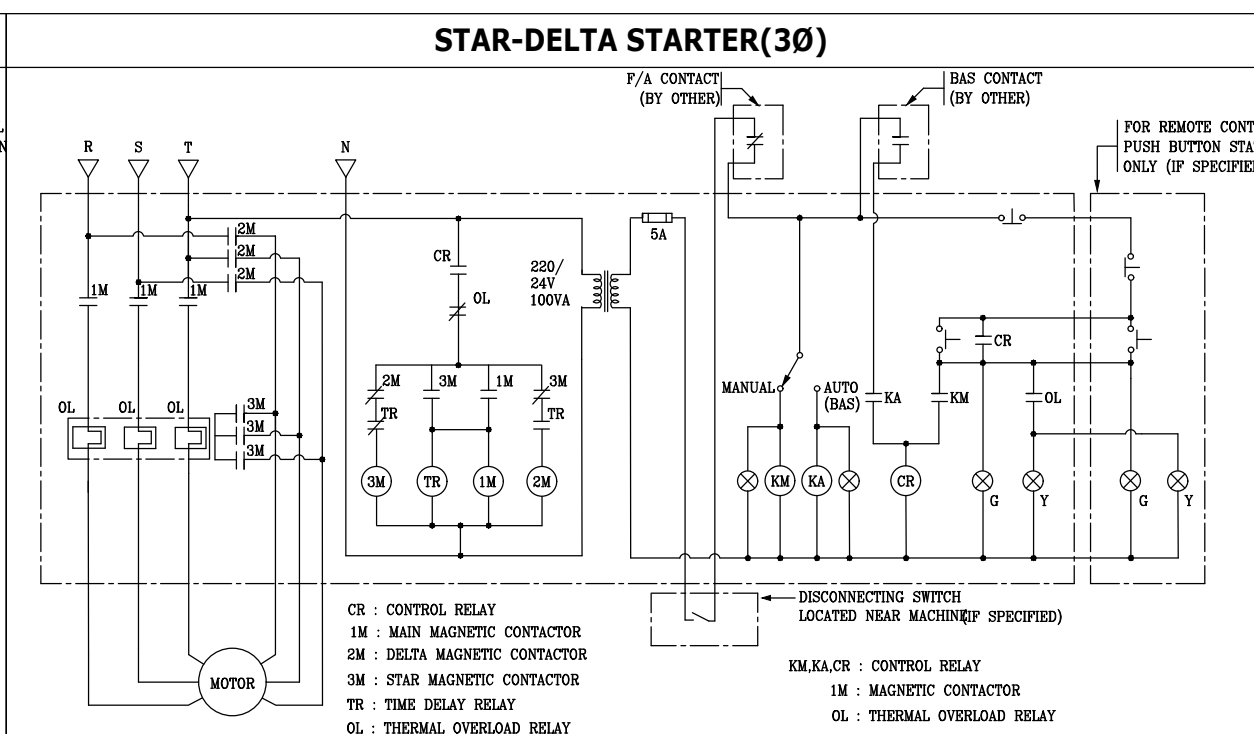 STAR-DELTA STARTER(3Ø)
F/A CONTACT
(BY OTHER)
BAS CONTACT
(BY OTHER)
FOR REMOTE
PUSH BUTTON
ONLY (IF
R
S
T
N
2M
2M
2M
1M
1M
1M
CR
OL
220/
24V
100VA
5A
CR
2M
3M
1M
3M
TR
TR
MANUAL
AUTO
(BAS)
KA
KM
OL
OL
OL
OL
3M
3M
3M
3M
TR
1M
2M
KM
KA
CR
G
Y
G
Y
DISCONNECTING SWITCH
LOCATED NEAR MACHINE(IF SPECIFIED)
CR : CONTROL RELAY
1M : MAIN MAGNETIC CONTACTOR
2M : DELTA MAGNETIC CONTACTOR
3M : STAR MAGNETIC CONTACTOR
TR : TIME DELAY RELAY
OL : THERMAL OVERLOAD RELAY
MOTOR
KM,KA,CR : CONTROL RELAY
1M : MAGNETIC CONTACTOR
OL : THERMAL OVERLOAD RELAY